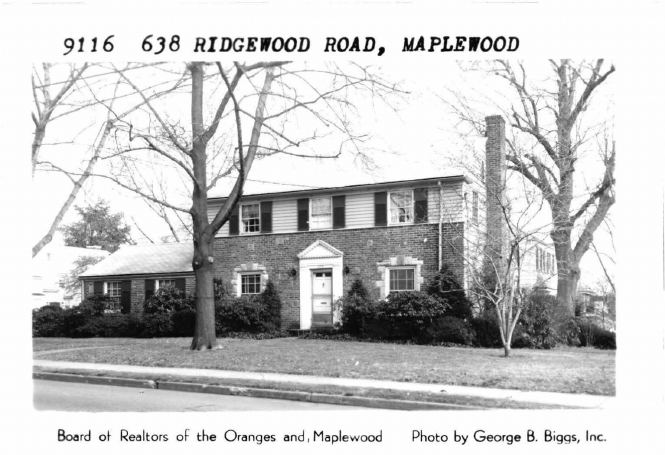 9116 638 RIDGEWOOD ROAD, MAPLEWOOD
Board of Realtors of the Oranges and, Maplewood Photo by George B. Biggs, Inc.